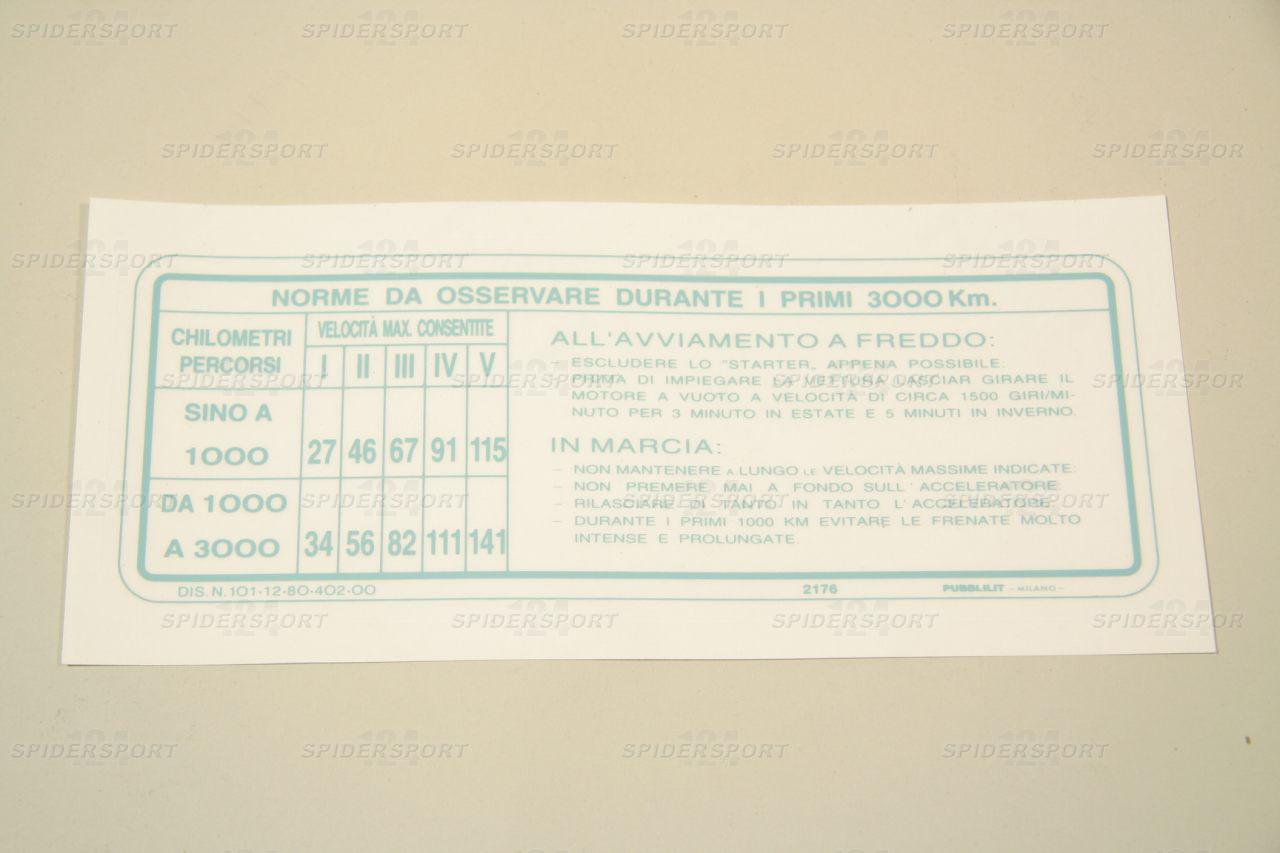 NORME DA OSSERVARE DURANTE I PRIMI 3000 Km.
CHILOMETRI PERCORSI
VELOCITÀ MAX. CONSENTITE
I II III IV V
SINO A
1000 27 46 67 91 115
DA 1000
A 3000 34 56 82 111 141
ALL'AVVIAMENTO A FREDDO:
– ESCLUDERE LO "STARTER„ APPENA POSSIBILE:
PRIMA DI IMPIEGARE LA VETTURA LASCIAR GIRARE IL
MOTORE A VUOTO A VELOCITÀ DI CIRCA 1500 GIRI/MI-
NUTO PER 3 MINUTO IN ESTATE E 5 MINUTI IN INVERNO.
IN MARCIA:
– NON MANTENERE A LUNGO LE VELOCITÀ MASSIME INDICATE:
– NON PREMERE MAI A FONDO SULL' ACCELERATORE:
– RILASCIARE DI TANTO IN TANTO L' ACCELERATORE:
– DURANTE I PRIMI 1000 KM EVITARE LE FRENATE MOLTO
INTENSE E PROLUNGATE.
DIS. N. 101-12-80-402-00 2176 PUBBLILIT – MILANO –
124 SPIDERSPORT